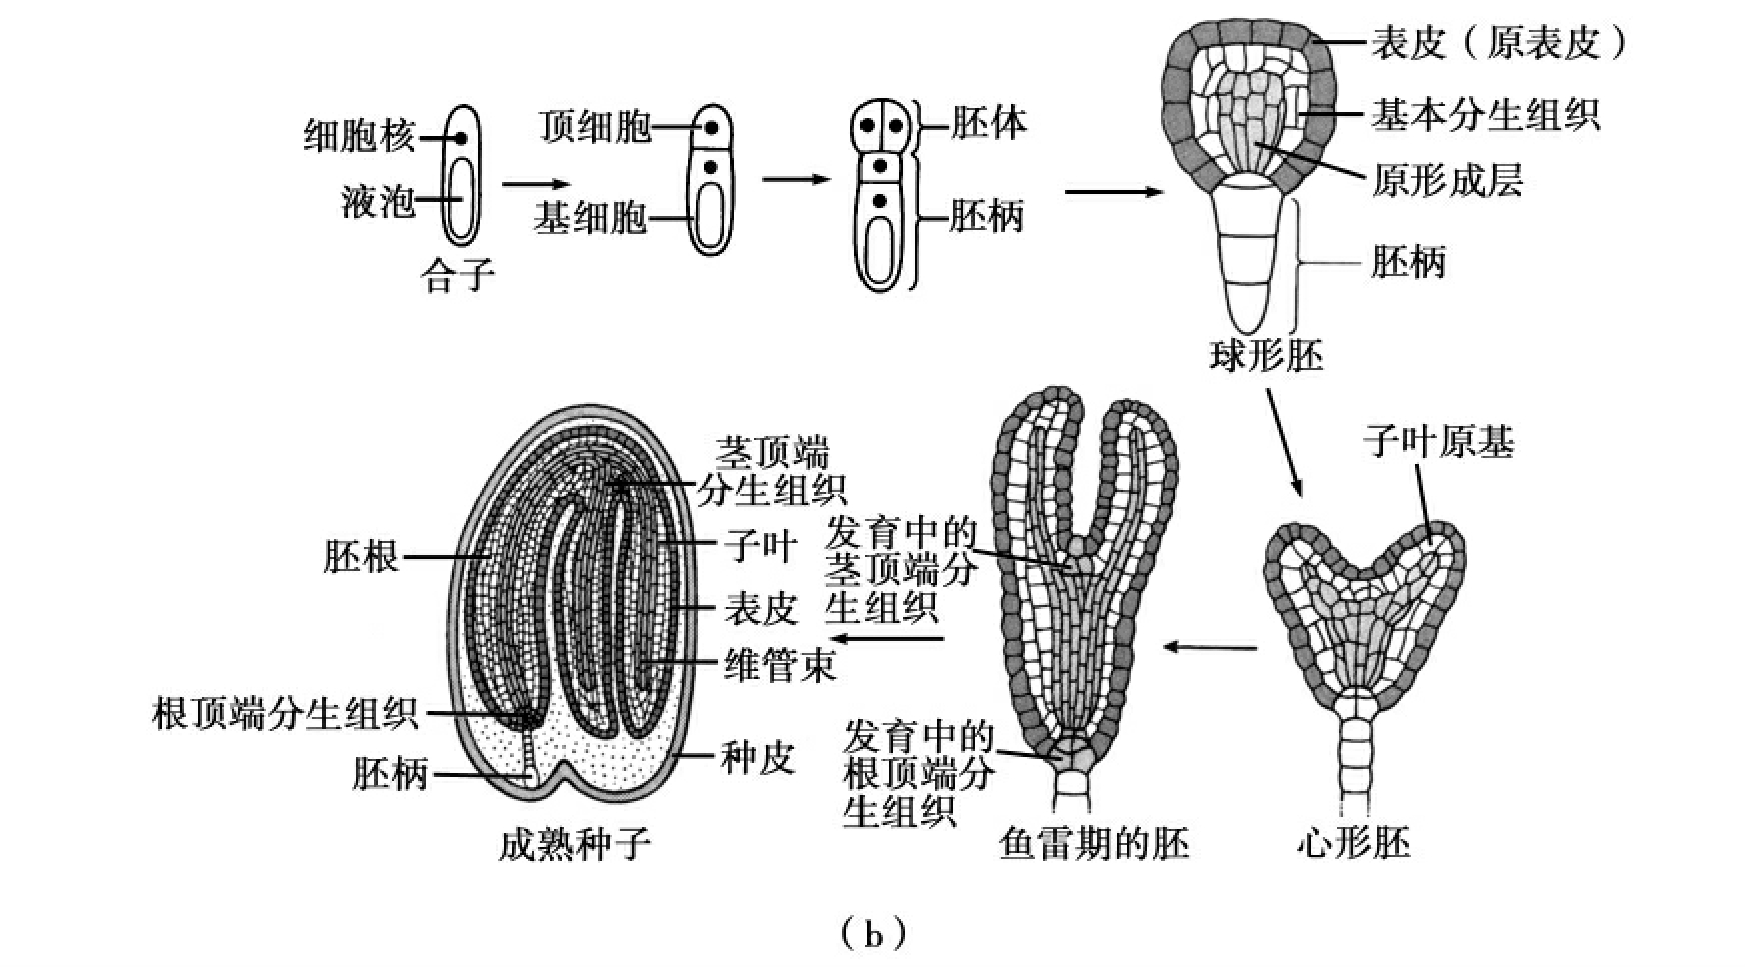 表皮（原表皮）
基本分生组织
原形成层
胚柄
球形胚
细胞核
液泡
合子
顶细胞
基细胞
胚体
胚柄
子叶原基
心形胚
发育中的
茎顶端分
生组织
发育中的
根顶端分
生组织
鱼雷期的胚
茎顶端
分生组织
子叶
表皮
维管束
种皮
胚根
根顶端分生组织
胚柄
成熟种子
（b）